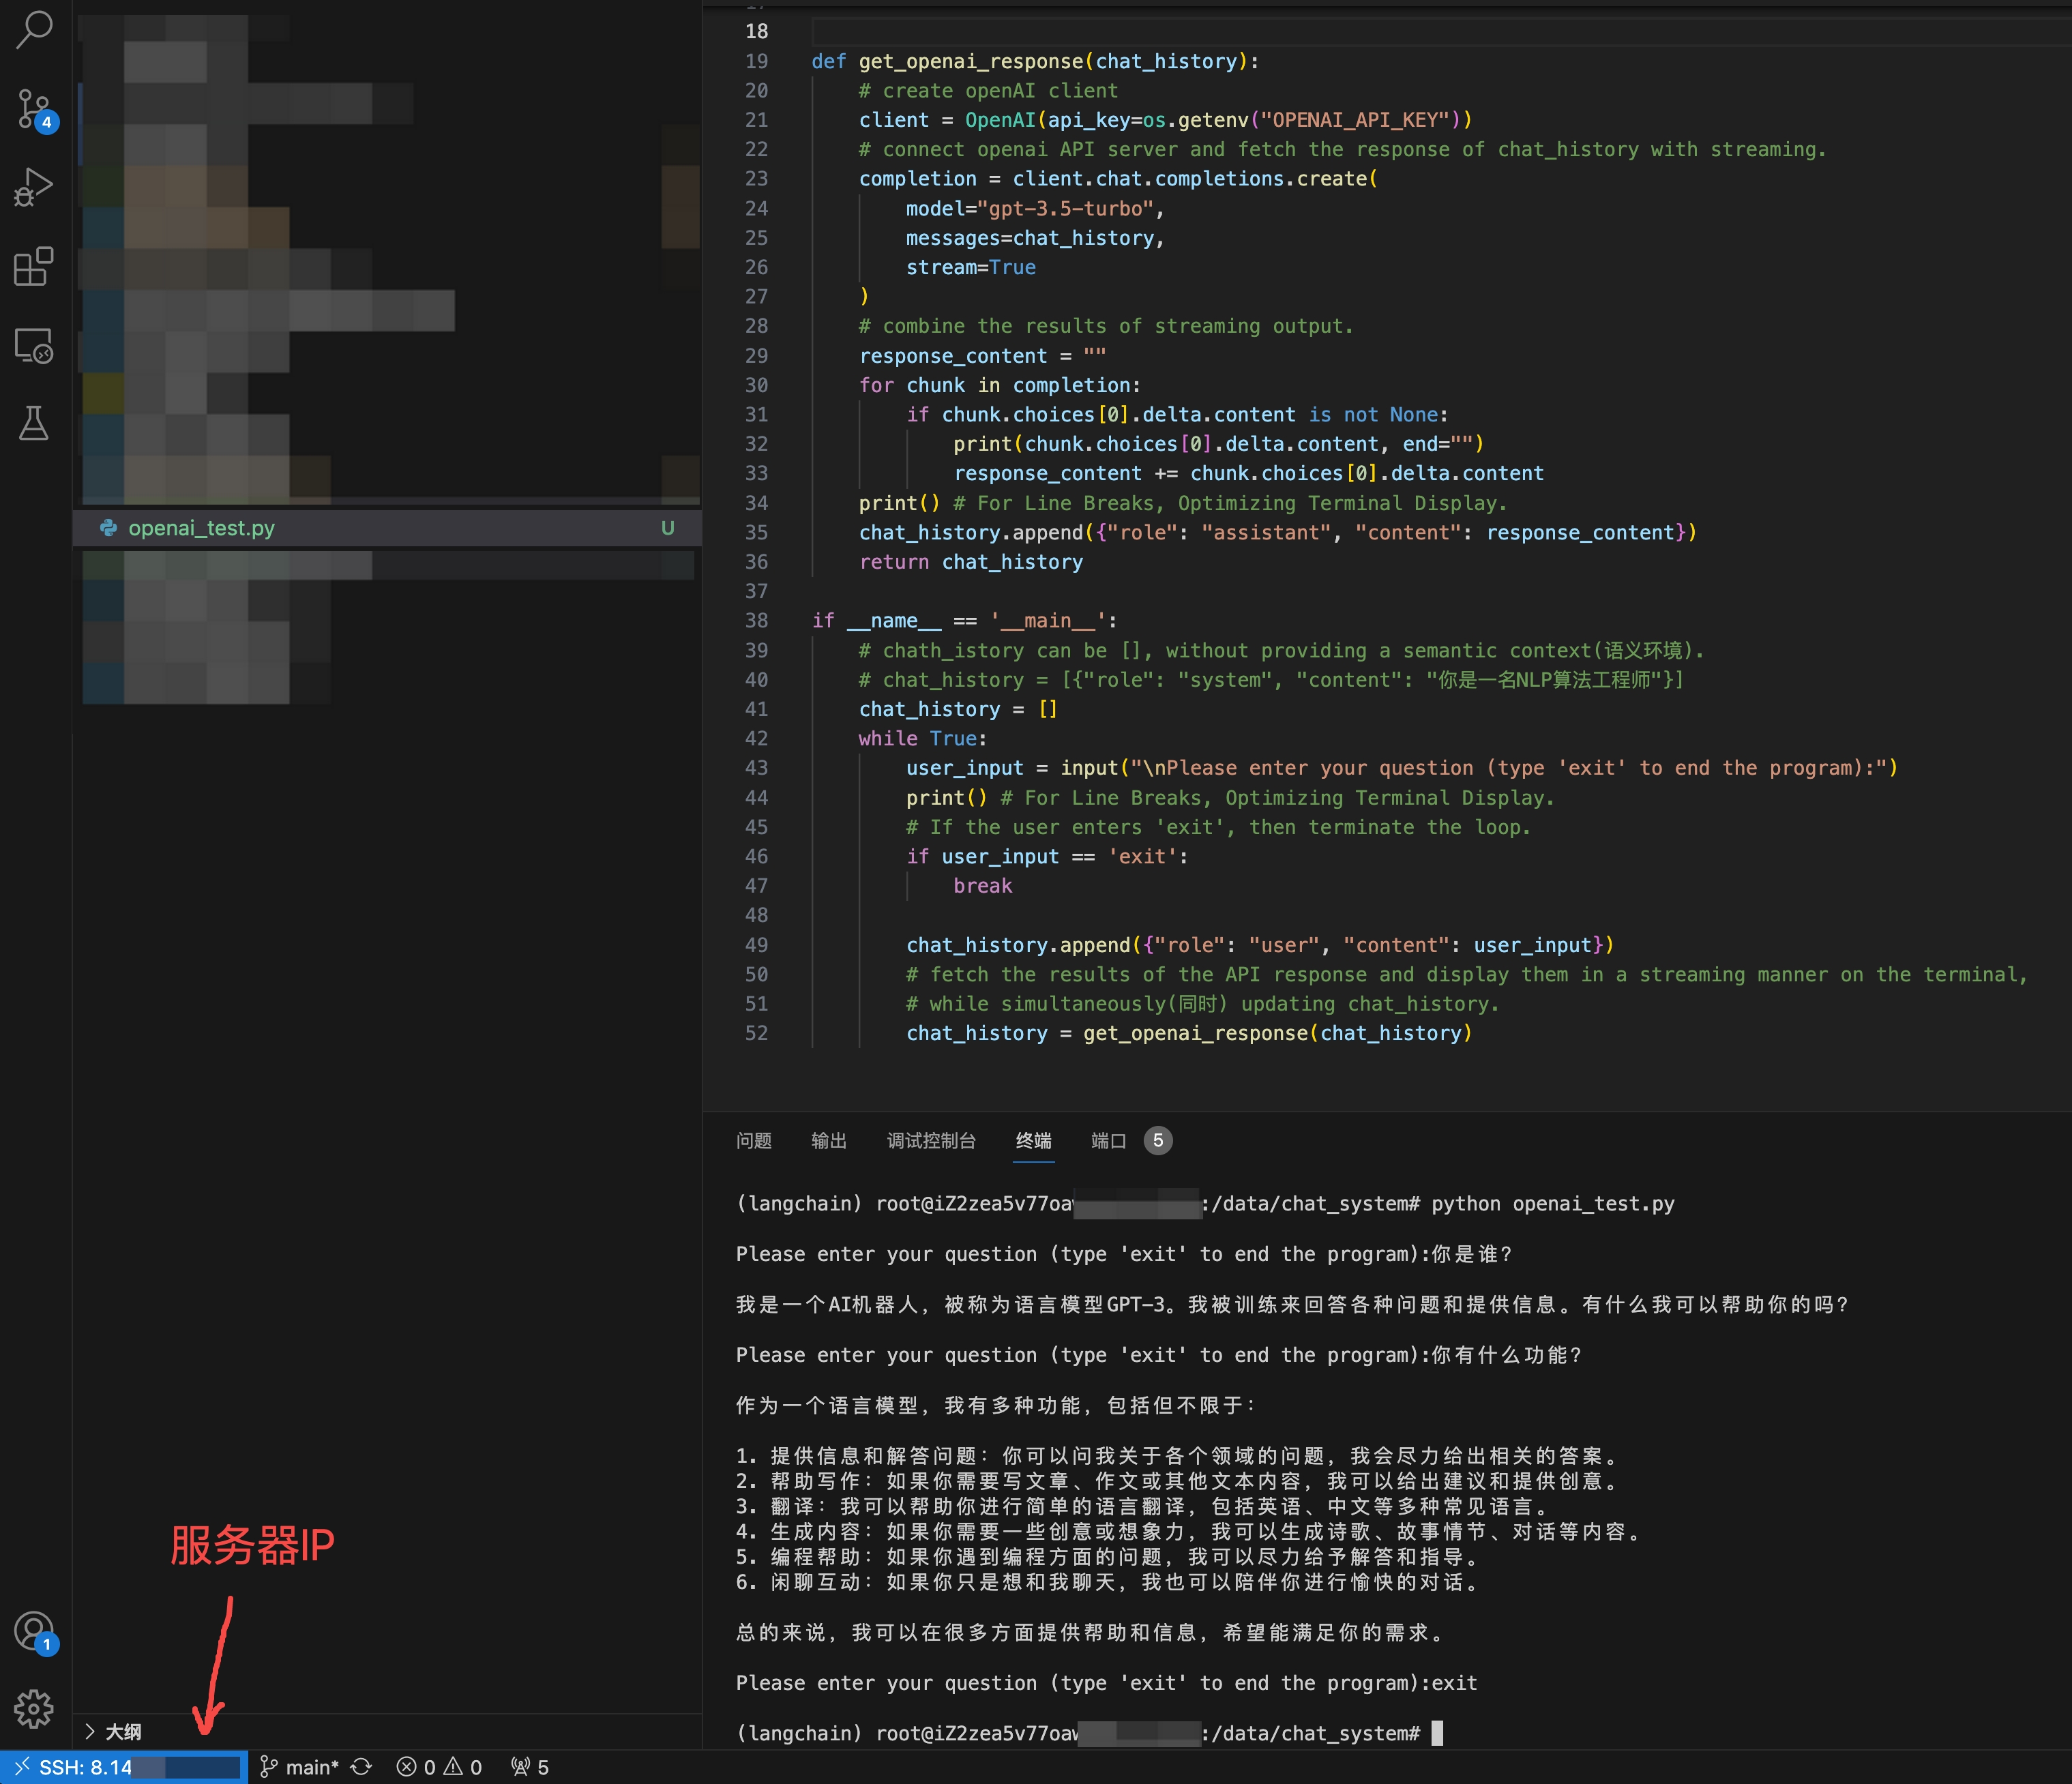 18
19 def get_openai_response(chat_history):
20 # create openAI client
21 client = OpenAI(api_key=os.getenv("OPENAI_API_KEY"))
22 # connect openai API server and fetch the response of chat_history with streaming.
23 completion = client.chat.completions.create(
24 model="gpt-3.5-turbo",
25 messages=chat_history,
26 stream=True
27 )
28 # combine the results of streaming output.
29 response_content = ""
30 for chunk in completion:
31 if chunk.choices[0].delta.content is not None:
32 print(chunk.choices[0].delta.content, end="")
33 response_content += chunk.choices[0].delta.content
34 print() # For Line Breaks, Optimizing Terminal Display.
35 chat_history.append({"role": "assistant", "content": response_content})
36 return chat_history
37
38 if __name__ == '__main__':
39 # chath_istory can be [], without providing a semantic context(语义环境).
40 # chat_history = [{"role": "system", "content": "你是一名NLP算法工程师"}]
41 chat_history = []
42 while True:
43 user_input = input("\nPlease enter your question (type 'exit' to end the program):")
44 print() # For Line Breaks, Optimizing Terminal Display.
45 # If the user enters 'exit', then terminate the loop.
46 if user_input == 'exit':
47 break
48
49 chat_history.append({"role": "user", "content": user_input})
50 # fetch the results of the API response and display them in a streaming manner on the terminal,
51 # while simultaneously(同时) updating chat_history.
52 chat_history = get_openai_response(chat_history)
4
openai_test.py U
问题 输出 调试控制台 终端 端口 5
(langchain) root@iZ2zea5v77oa :/data/chat_system# python openai_test.py
Please enter your question (type 'exit' to end the program):你是谁?
我是一个AI机器人，被称为语言模型GPT-3。我被训练来回答各种问题和提供信息。有什么我可以帮助你的吗?
Please enter your question (type 'exit' to end the program):你有什么功能?
作为一个语言模型，我有多种功能，包括但不限于：
1. 提供信息和解答问题：你可以问我关于各个领域的问题，我会尽力给出相关的答案。
2. 帮助写作：如果你需要写文章、作文或其他文本内容，我可以给出建议和提供创意。
3. 翻译：我可以帮助你进行简单的语言翻译，包括英语、中文等多种常见语言。
4. 生成内容：如果你需要一些创意或想象力，我可以生成诗歌、故事情节、对话等内容。
5. 编程帮助：如果你遇到编程方面的问题，我可以尽力给予解答和指导。
6. 闲聊互动：如果你只是想和我聊天，我也可以陪伴你进行愉快的对话。
总的来说，我可以在很多方面提供帮助和信息，希望能满足你的需求。
Please enter your question (type 'exit' to end the program):exit
(langchain) root@iZ2zea5v77oa :/data/chat_system#
服务器IP
1
大纲
SSH: 8.14 main* 0 0 5